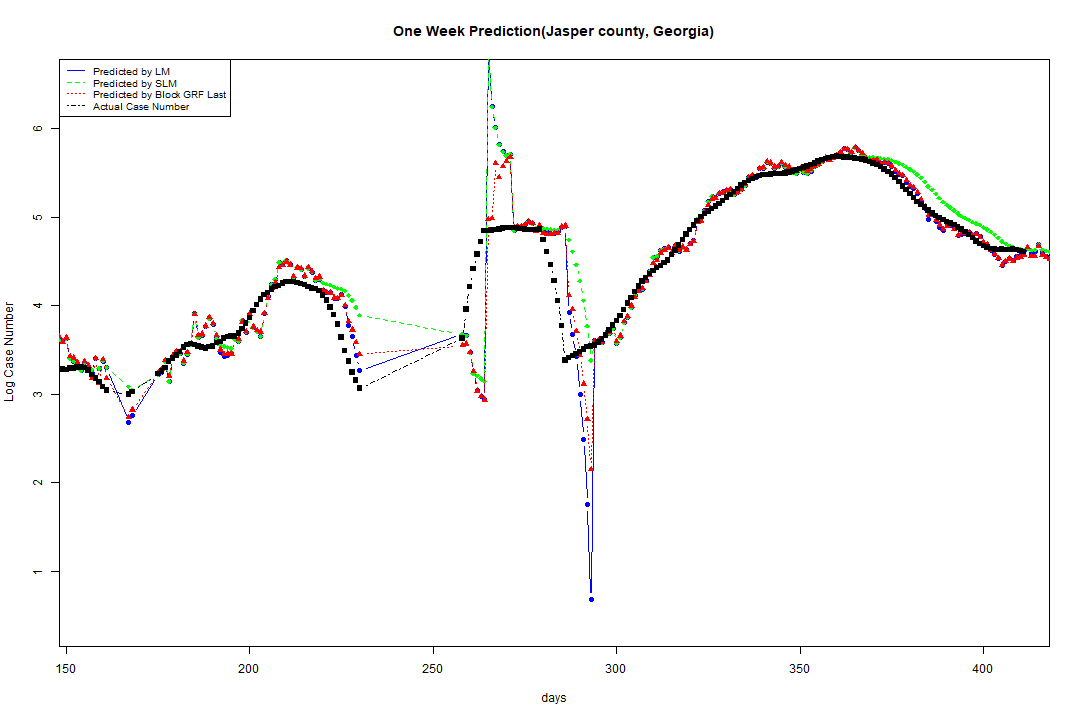 One Week Prediction(Jasper county, Georgia)
Predicted by LM
Predicted by SLM
Predicted by Block GRF Last
Actual Case Number
Log Case Number
6
5
4
3
2
1
150 200 250 300 350 400
days